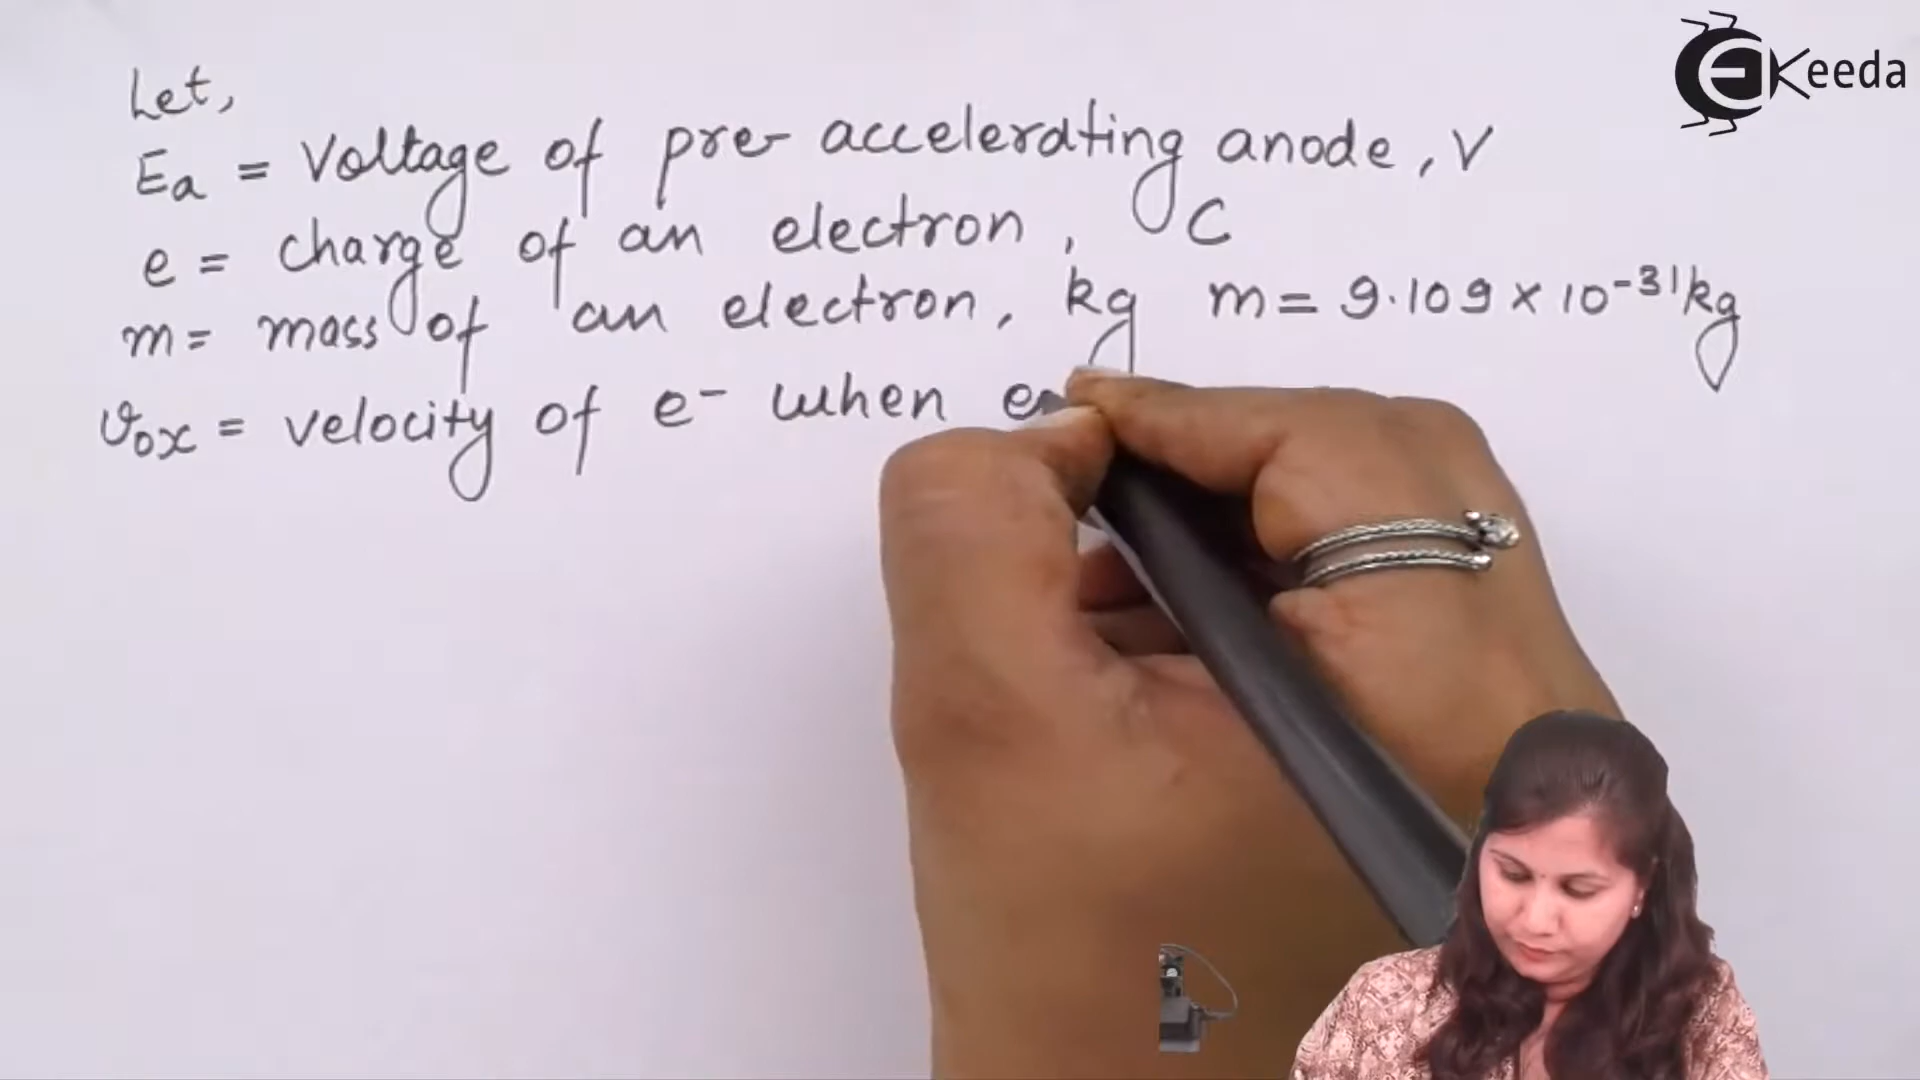 Let,
Ea = Voltage of pre-accelerating anode, V
e = charge of an electron, C
m = mass of an electron, kg m = 9.109 × 10⁻³¹ kg
v₀ₓ = velocity of e⁻ when
EKeeda